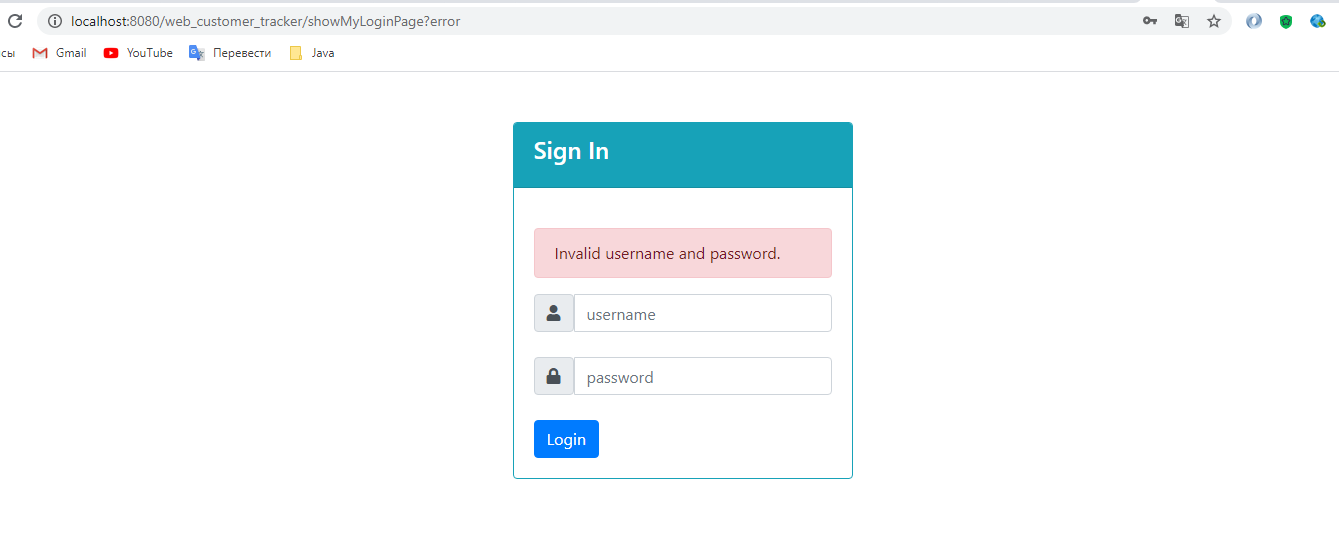 localhost:8080/web_customer_tracker/showMyLoginPage?error
сы Gmail YouTube Перевести Java
Sign In
Invalid username and password.
username
password
Login